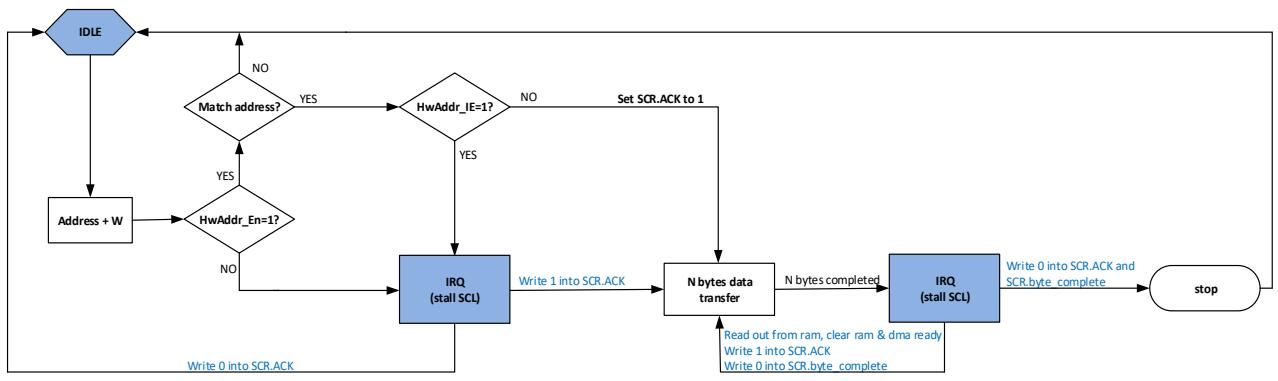 IDLE
NO
Match address?
YES
HwAddr_IE=1?
NO
Set SCR.ACK to 1
YES
YES
Address + W
HwAddr_En=1?
NO
IRQ
(stall SCL)
Write 1 into SCR.ACK
N bytes data
transfer
N bytes completed
IRQ
(stall SCL)
Write 0 into SCR.ACK and
SCR.byte_complete
stop
Read out from ram, clear ram & dma ready
Write 1 into SCR.ACK
Write 0 into SCR.byte_complete
Write 0 into SCR.ACK